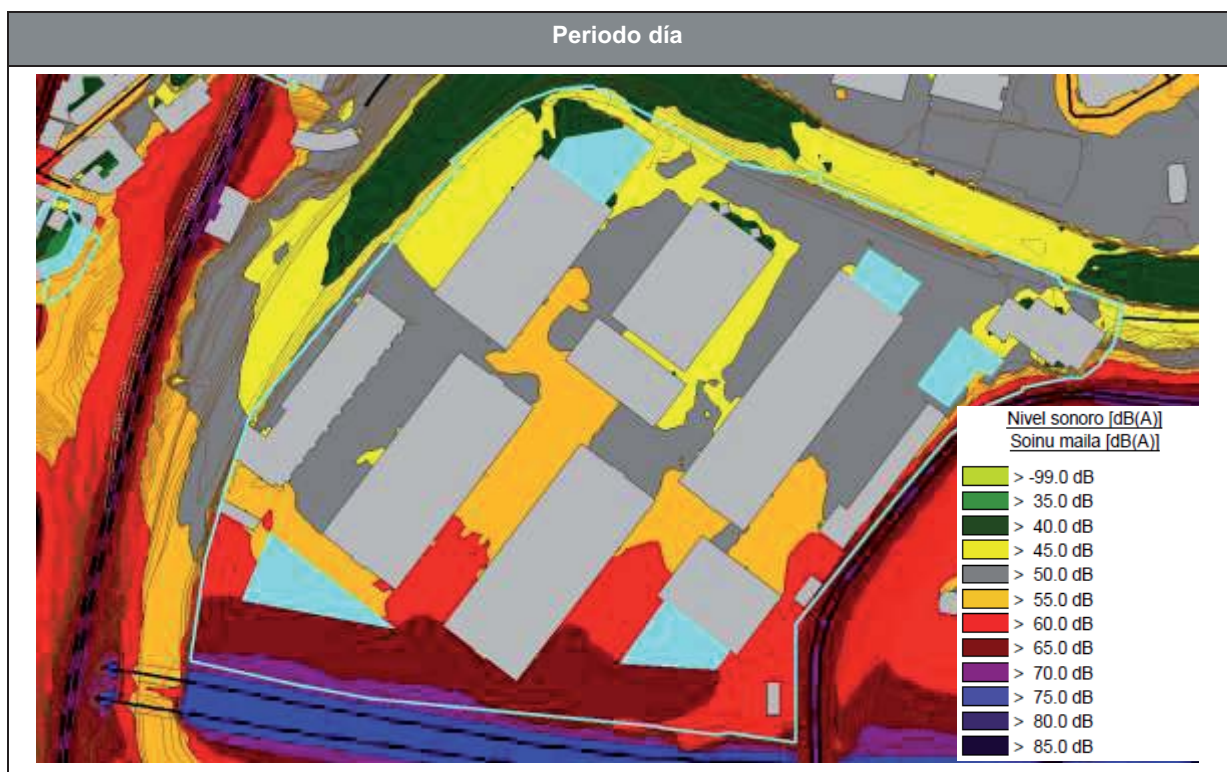 Periodo día
Nivel sonoro [dB(A)]
Soinu maila [dB(A)]
> -99.0 dB
> 35.0 dB
> 40.0 dB
> 45.0 dB
> 50.0 dB
> 55.0 dB
> 60.0 dB
> 65.0 dB
> 70.0 dB
> 75.0 dB
> 80.0 dB
> 85.0 dB